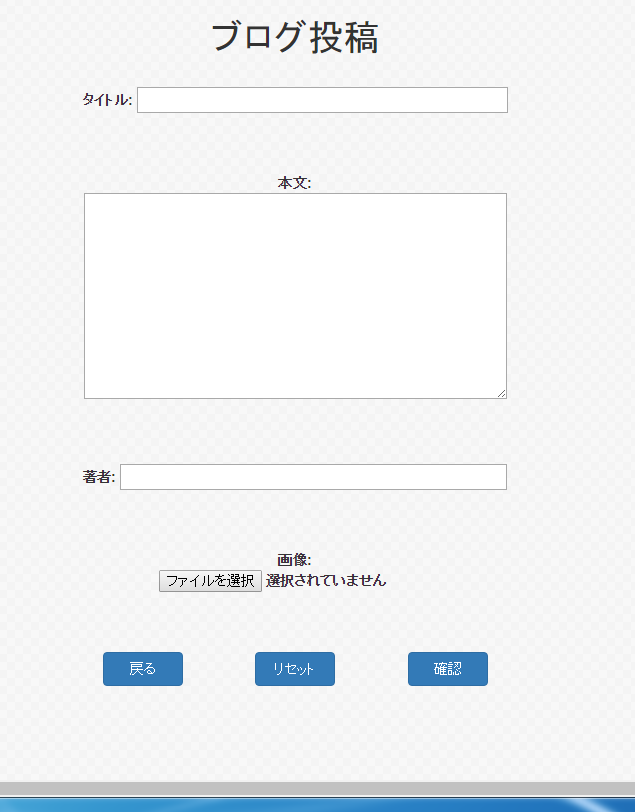 ブログ投稿
タイトル:
本文:
著者:
画像:
ファイルを選択 選択されていません
戻る リセット 確認